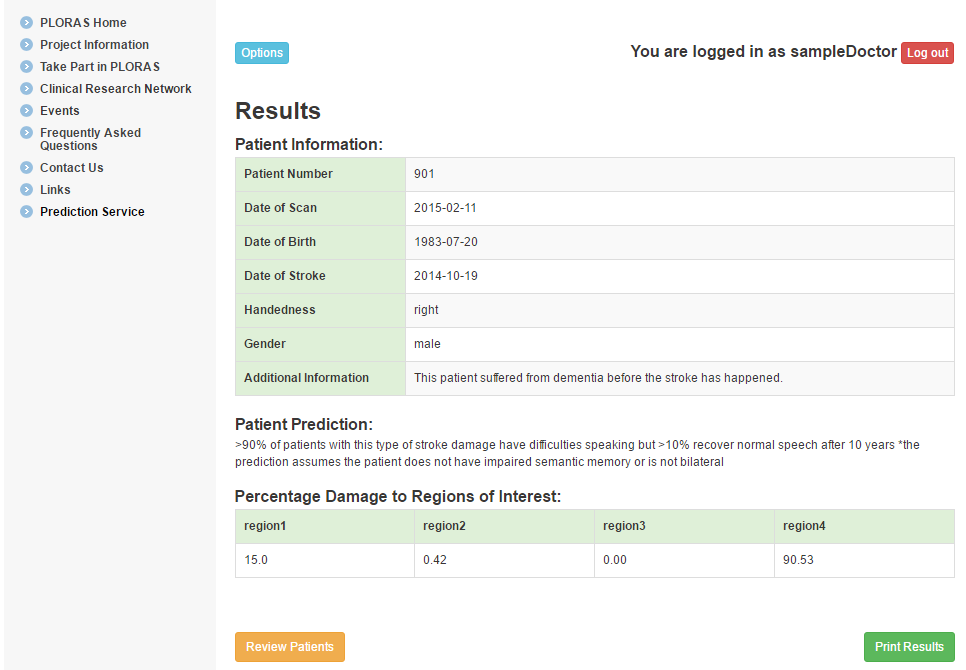 PLORAS Home
Project Information
Take Part in PLORAS
Clinical Research Network
Events
Frequently Asked
Questions
Contact Us
Links
Prediction Service
Options
You are logged in as sampleDoctor Log out
Results
Patient Information:
Patient Number 901
Date of Scan 2015-02-11
Date of Birth 1983-07-20
Date of Stroke 2014-10-19
Handedness right
Gender male
Additional Information This patient suffered from dementia before the stroke has happened.
Patient Prediction:
>90% of patients with this type of stroke damage have difficulties speaking but >10% recover normal speech after 10 years *the
prediction assumes the patient does not have impaired semantic memory or is not bilateral
Percentage Damage to Regions of Interest:
region1 region2 region3 region4
15.0 0.42 0.00 90.53
Review Patients Print Results